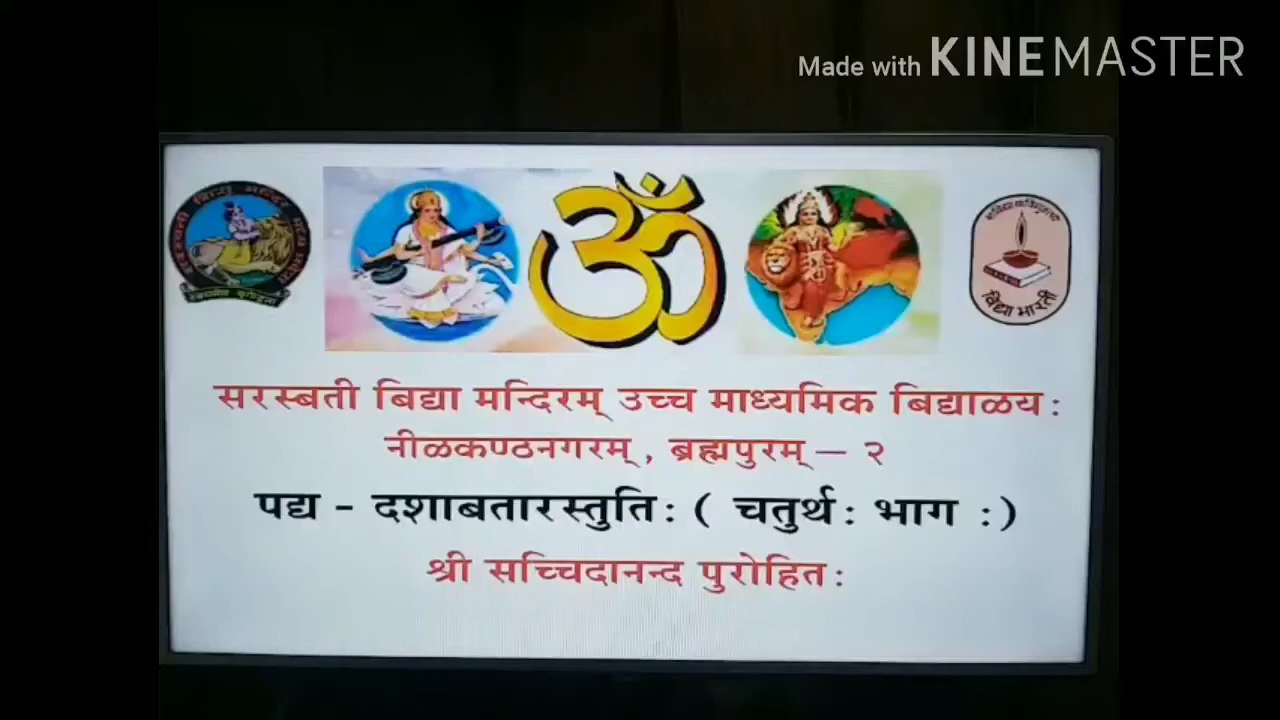 Made with KINEMASTER
विद्या भारती
सरस्बती बिद्या मन्दिरम् उच्च माध्यमिक बिद्याळय:
नीळकण्ठनगरम् , ब्रह्मपुरम् – २
पद्य - दशाबतारस्तुति: ( चतुर्थ: भाग :)
श्री सच्चिदानन्द पुरोहित: